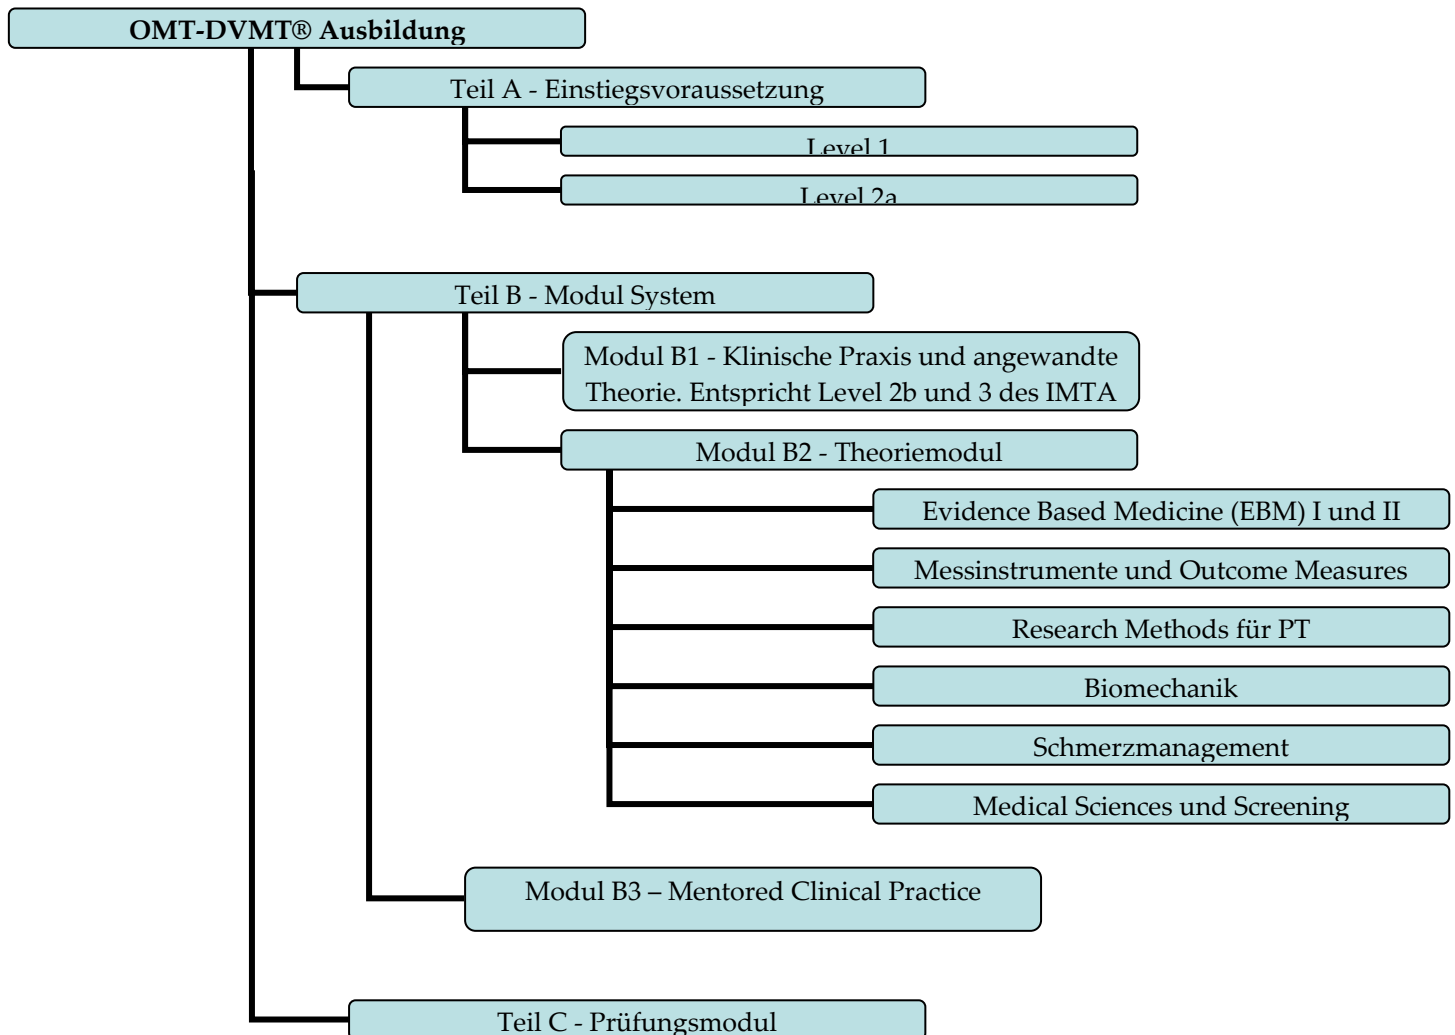 OMT-DVMT® Ausbildung
Teil A - Einstiegsvoraussetzung
Level 1
Level 2a
Teil B - Modul System
Modul B1 - Klinische Praxis und angewandte
Theorie. Entspricht Level 2b und 3 des IMTA
Modul B2 - Theoriemodul
Evidence Based Medicine (EBM) I und II
Messinstrumente und Outcome Measures
Research Methods für PT
Biomechanik
Schmerzmanagement
Medical Sciences und Screening
Modul B3 – Mentored Clinical Practice
Teil C - Prüfungsmodul